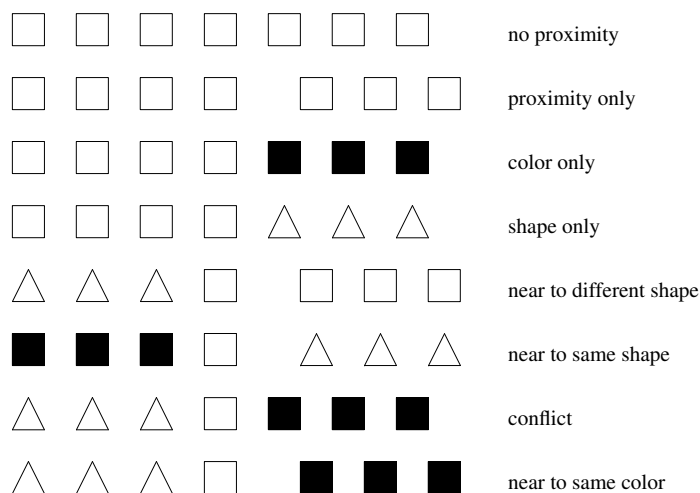 no proximity
proximity only
color only
shape only
near to different shape
near to same shape
conflict
near to same color